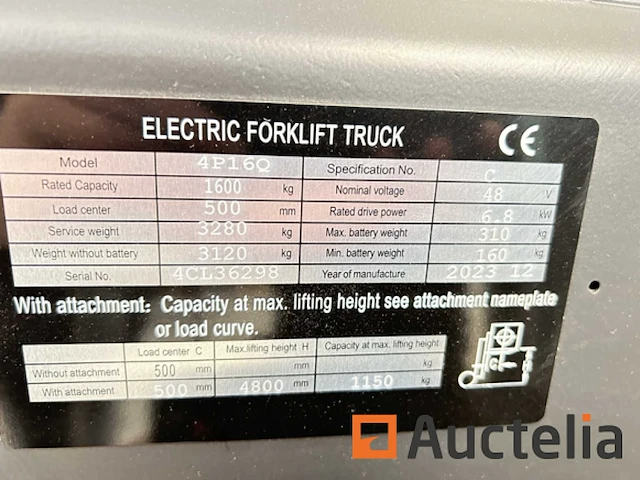 ELECTRIC FORKLIFT TRUCK CE
Model 4P16Q Specification No. C
Rated Capacity 1600 kg Nominal voltage 48 V
Load center 500 mm Rated drive power 6.8 kW
Service weight 3280 kg Max. battery weight 310 kg
Weight without battery 3120 kg Min. battery weight 160 kg
Serial No. 4CL36298 Year of manufacture 2023 12
With attachment: Capacity at max. lifting height see attachment nameplate
or load curve.
Load center C Max.lifting height H Capacity at max. lifting height
Without attachment 500 mm mm kg
With attachment 500 mm 4800 mm 1150 kg
Auctelia